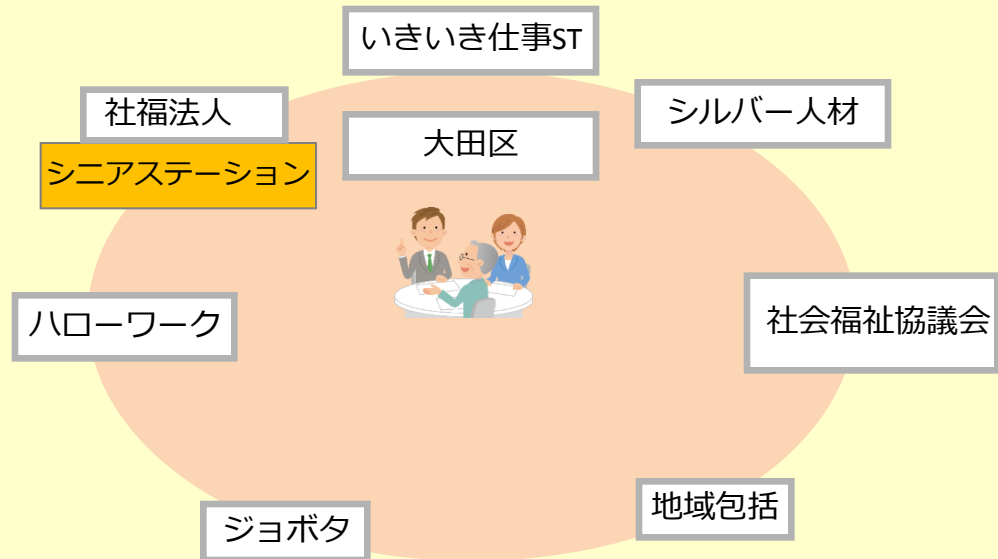 いきいき仕事ST
社福法人
シルバー人材
大田区
シニアステーション
ハローワーク
社会福祉協議会
地域包括
ジョボタ